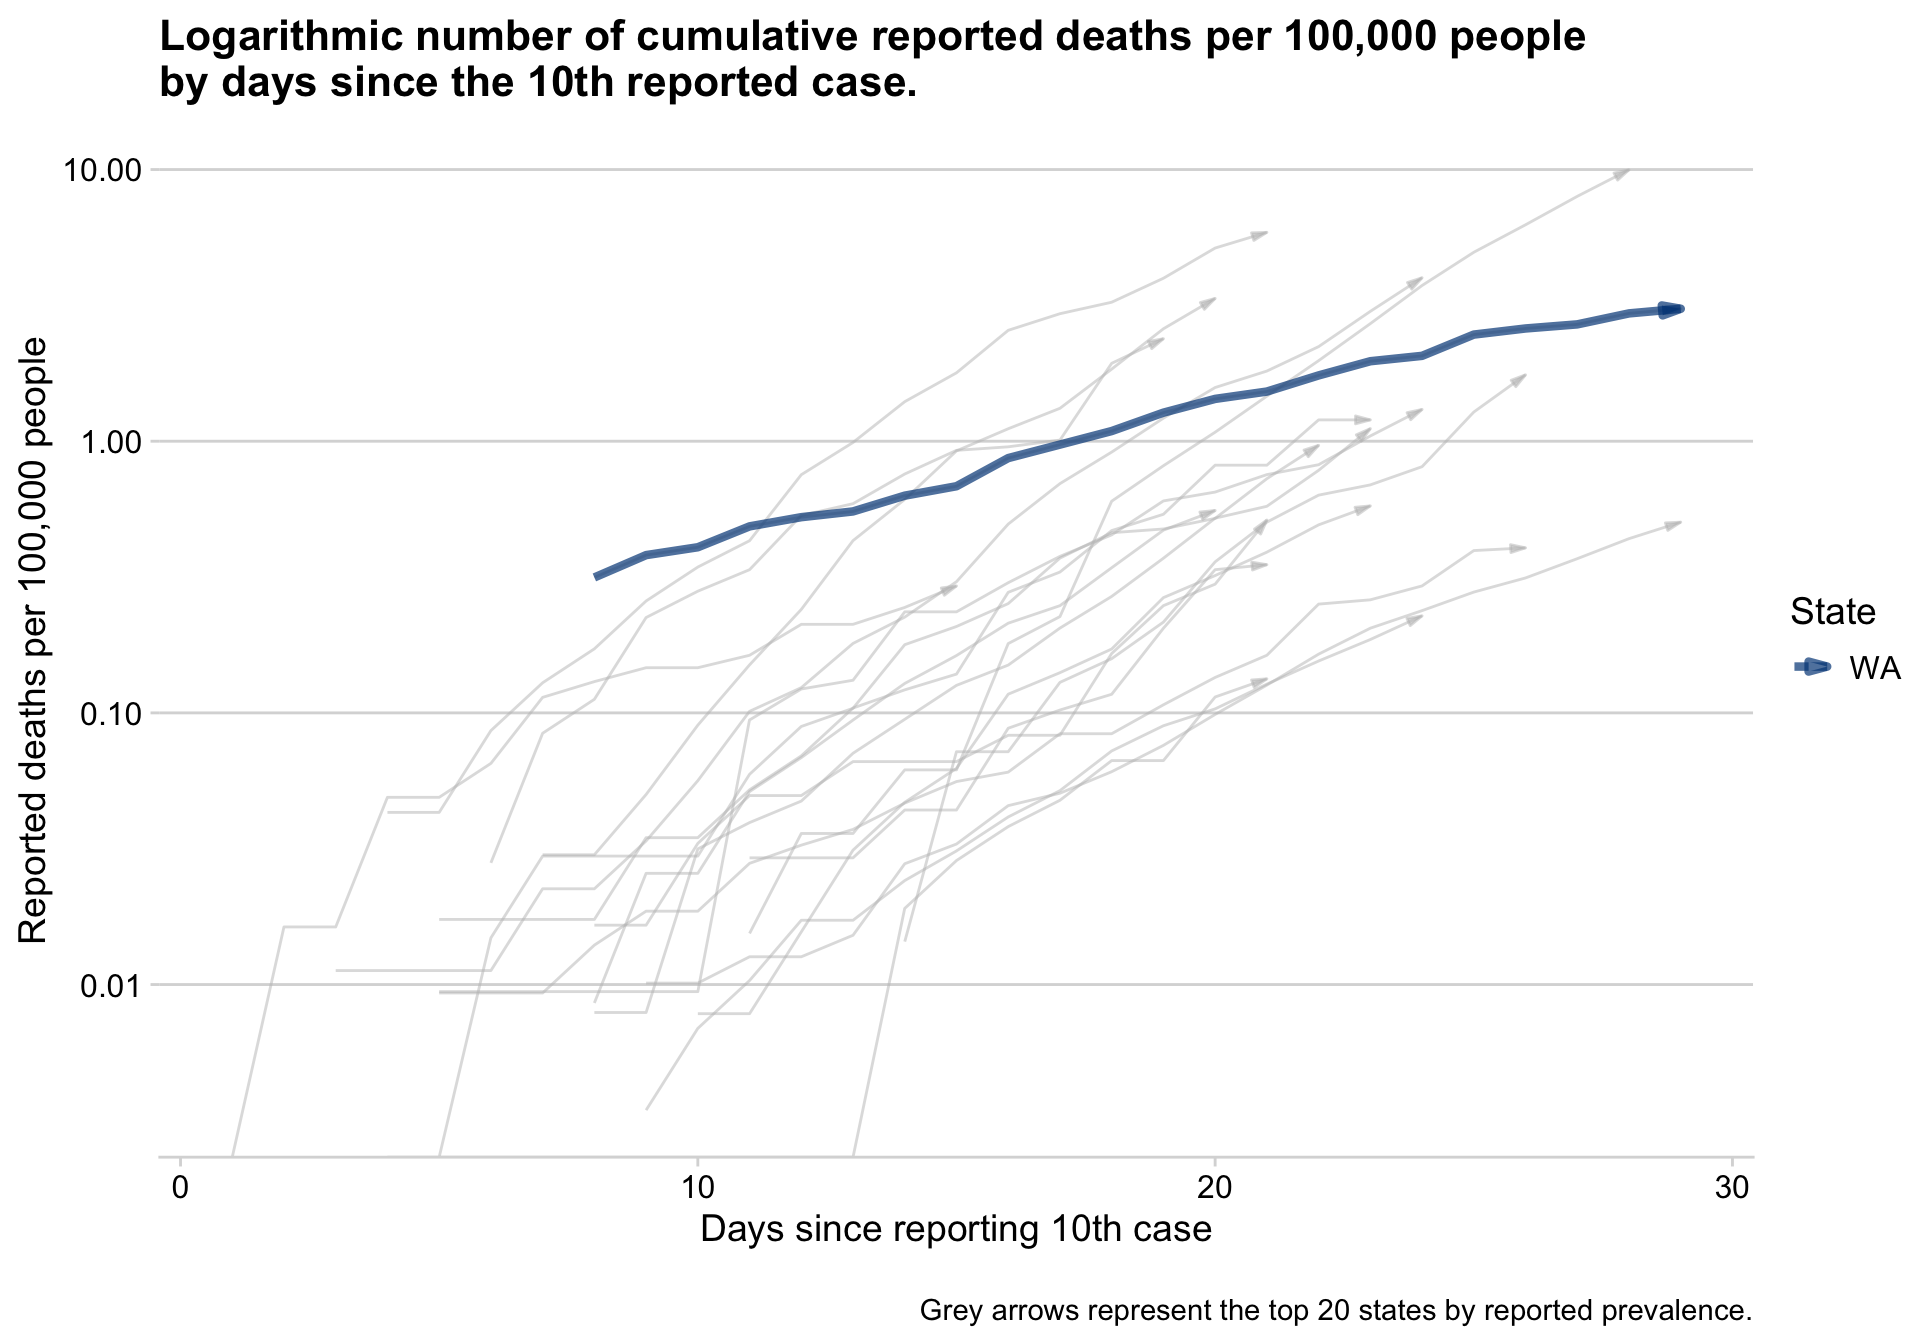 Logarithmic number of cumulative reported deaths per 100,000 people
by days since the 10th reported case.
Reported deaths per 100,000 people
10.00
1.00
0.10
0.01
0
10
20
30
Days since reporting 10th case
State
WA
Grey arrows represent the top 20 states by reported prevalence.